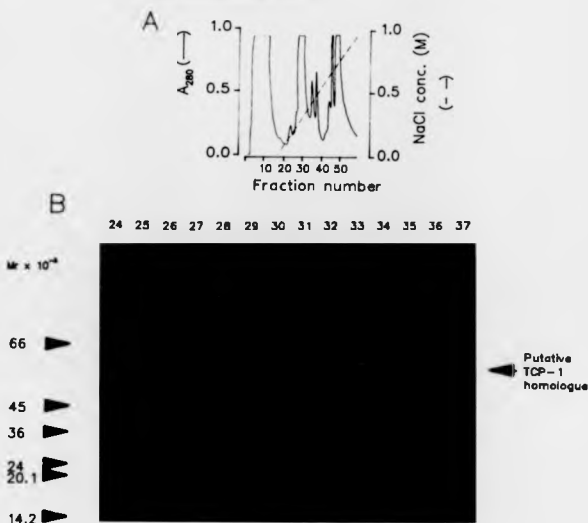 A
A280 (—)
1.0
0.5
0.0
1.0
0.5
0.0
NaCl conc. (M)
(- -)
10 20 30 40 50
Fraction number
B
24 25 26 27 28 29 30 31 32 33 34 35 36 37
66
45
36
24
20.1
14.2
Putative
TCP-1
homologue